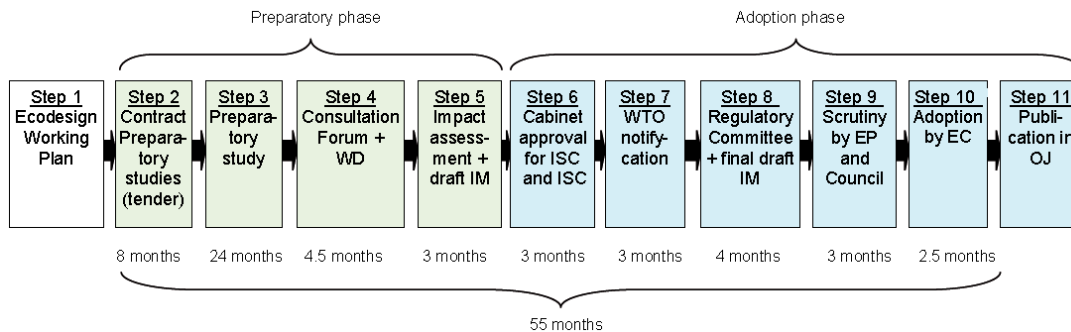 Preparatory phase
Adoption phase
Step 1
Ecodesign
Working
Plan
Step 2
Contract
Prepara-
tory
studies
(tender)
Step 3
Prepara-
tory
study
Step 4
Consultation
Forum +
WD
Step 5
Impact
assess-
ment +
draft IM
Step 6
Cabinet
approval
for ISC
and ISC
Step 7
WTO
notify-
cation
Step 8
Regulatory
Committee
+ final draft
IM
Step 9
Scrutiny
by EP
and
Council
Step 10
Adoption
by EC
Step 11
Publi-
cation in
OJ
8 months
24 months
4.5 months
3 months
3 months
3 months
4 months
3 months
2.5 months
55 months